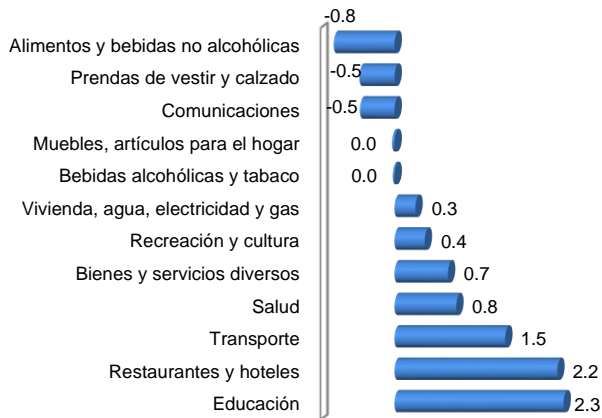 -0.8
Alimentos y bebidas no alcohólicas
Prendas de vestir y calzado -0.5
Comunicaciones -0.5
Muebles, artículos para el hogar 0.0
Bebidas alcohólicas y tabaco 0.0
Vivienda, agua, electricidad y gas 0.3
Recreación y cultura 0.4
Bienes y servicios diversos 0.7
Salud 0.8
Transporte 1.5
Restaurantes y hoteles 2.2
Educación 2.3